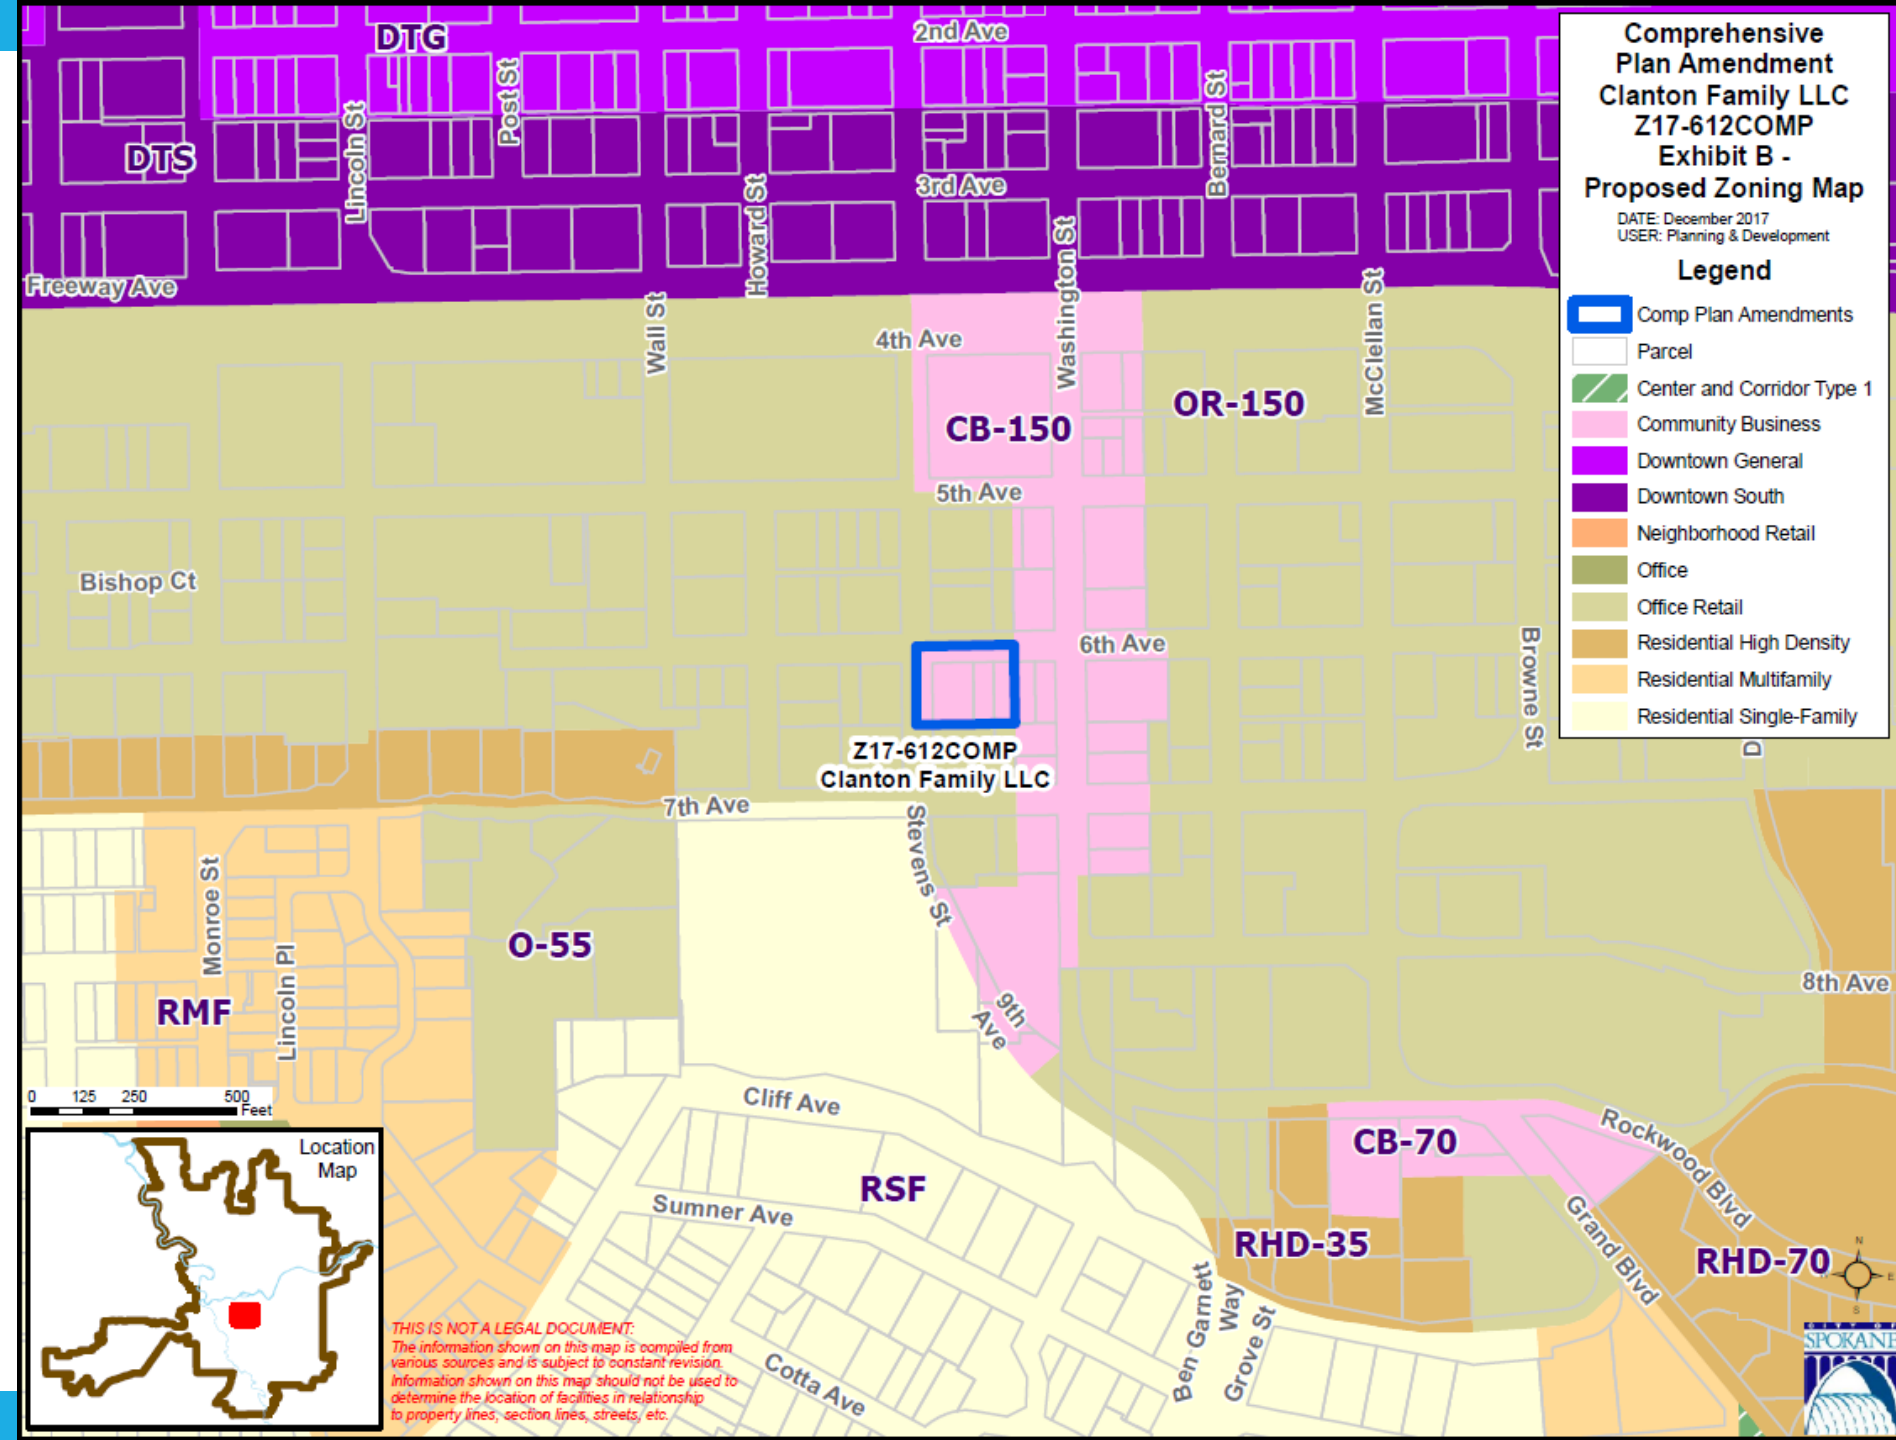 Comprehensive
Plan Amendment
Clanton Family LLC
Z17-612COMP
Exhibit B -
Proposed Zoning Map
DATE: December 2017
USER: Planning & Development
Legend
Comp Plan Amendments
Parcel
Center and Corridor Type 1
Community Business
Downtown General
Downtown South
Neighborhood Retail
Office
Office Retail
Residential High Density
Residential Multifamily
Residential Single-Family
DTG
2nd Ave
Post St
Bernard St
Lincoln St
DTS
3rd Ave
Howard St
Washington St
Freeway Ave
Wall St
McClellan St
4th Ave
OR-150
CB-150
5th Ave
Bishop Ct
6th Ave
Browne St
D
Z17-612COMP
Clanton Family LLC
7th Ave
Stevens St
Monroe St
O-55
Lincoln Pl
8th Ave
RMF
9th
Ave
0 125 250 500
Feet
Cliff Ave
CB-70
Rockwood Blvd
RSF
Sumner Ave
Grand Blvd
RHD-35
RHD-70
Ben Garnett
Way
Grove St
Cotta Ave
Location
Map
THIS IS NOT A LEGAL DOCUMENT:
The information shown on this map is compiled from
various sources and is subject to constant revision.
Information shown on this map should not be used to
determine the location of facilities in relationship
to property lines, section lines, streets, etc.
N
E
S
CITY OF
SPOKANE